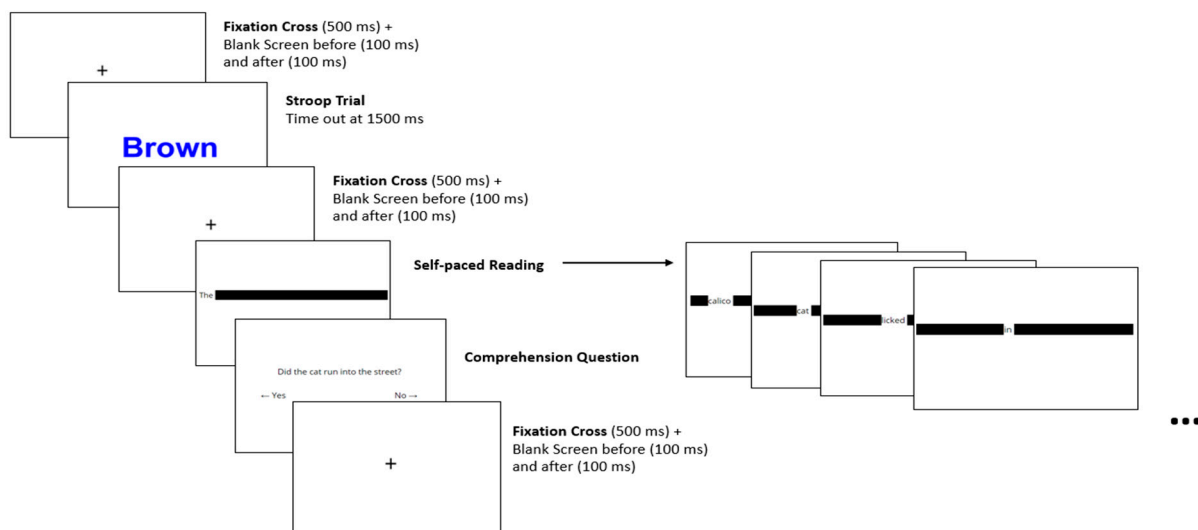 Fixation Cross (500 ms) +
Blank Screen before (100 ms)
and after (100 ms)
+
Stroop Trial
Time out at 1500 ms
Brown
Fixation Cross (500 ms) +
Blank Screen before (100 ms)
and after (100 ms)
+
Self-paced Reading
The
calico
cat
licked
in
Comprehension Question
Did the cat run into the street?
← Yes No →
...
Fixation Cross (500 ms) +
Blank Screen before (100 ms)
and after (100 ms)
+